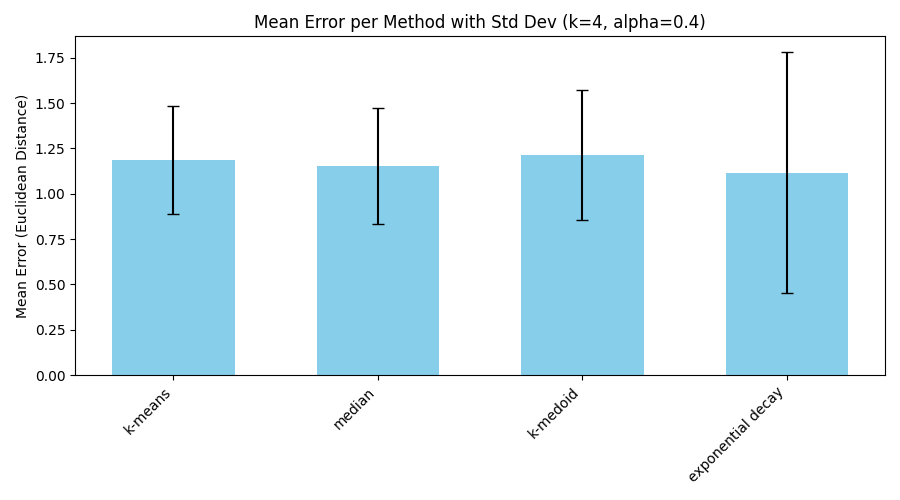 Mean Error per Method with Std Dev (k=4, alpha=0.4)
Mean Error (Euclidean Distance)
1.75
1.50
1.25
1.00
0.75
0.50
0.25
0.00
k-means
median
k-medoid
exponential decay